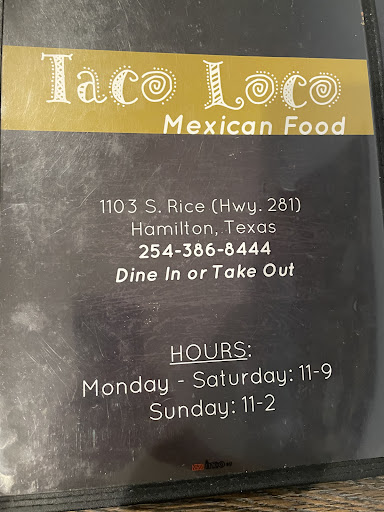 Taco Loco
Mexican Food
1103 S. Rice (Hwy. 281)
Hamilton, Texas
254-386-8444
Dine In or Take Out
HOURS:
Monday - Saturday: 11-9
Sunday: 11-2